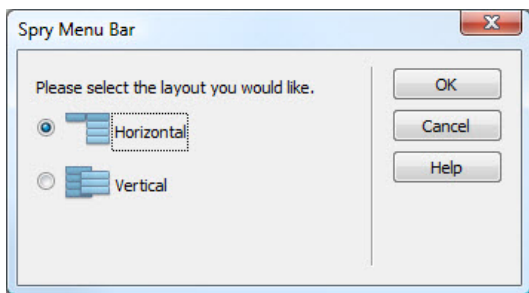 Spry Menu Bar
Please select the layout you would like.
OK
Horizontal
Cancel
Vertical
Help